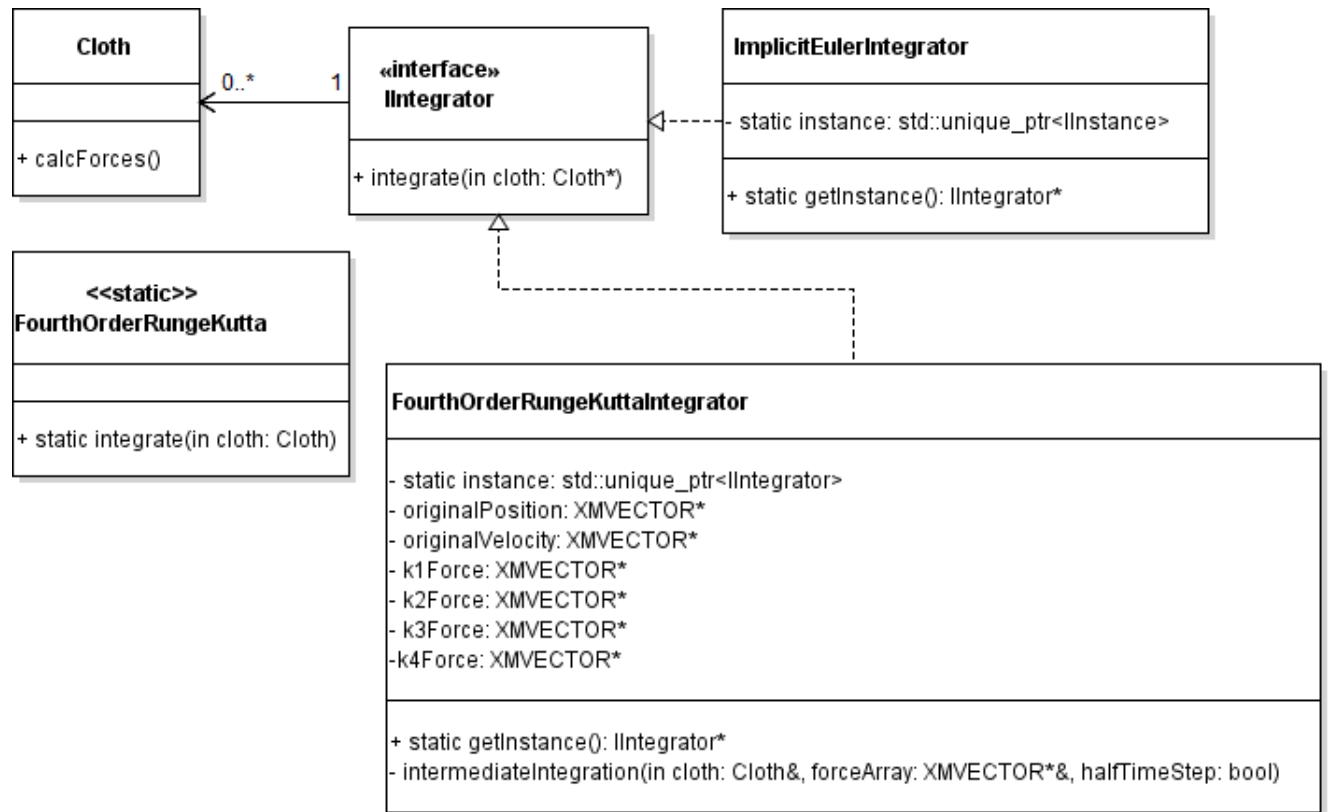 Cloth
+ calcForces()
0..*
1
«interface»
IIntegrator
+ integrate(in cloth: Cloth*)
ImplicitEulerIntegrator
- static instance: std::unique_ptr<IInstance>
+ static getInstance(): IIntegrator*
<<static>>
FourthOrderRungeKutta
+ static integrate(in cloth: Cloth)
FourthOrderRungeKuttaIntegrator
- static instance: std::unique_ptr<IIntegrator>
- originalPosition: XMVECTOR*
- originalVelocity: XMVECTOR*
- k1Force: XMVECTOR*
- k2Force: XMVECTOR*
- k3Force: XMVECTOR*
-k4Force: XMVECTOR*
+ static getInstance(): IIntegrator*
- intermediateIntegration(in cloth: Cloth&, forceArray: XMVECTOR*&, halfTimeStep: bool)